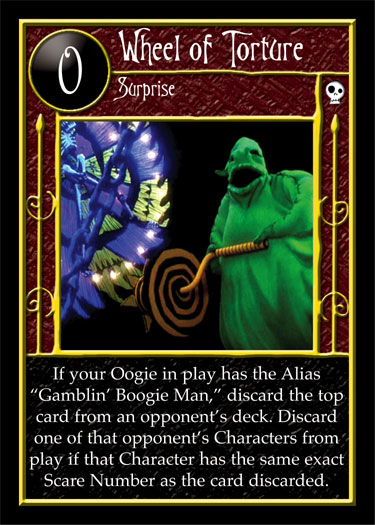 0
Wheel of Torture
Surprise
If your Oogie in play has the Alias
“Gamblin’ Boogie Man,” discard the top
card from an opponent’s deck. Discard
one of that opponent’s Characters from
play if that Character has the same exact
Scare Number as the card discarded.